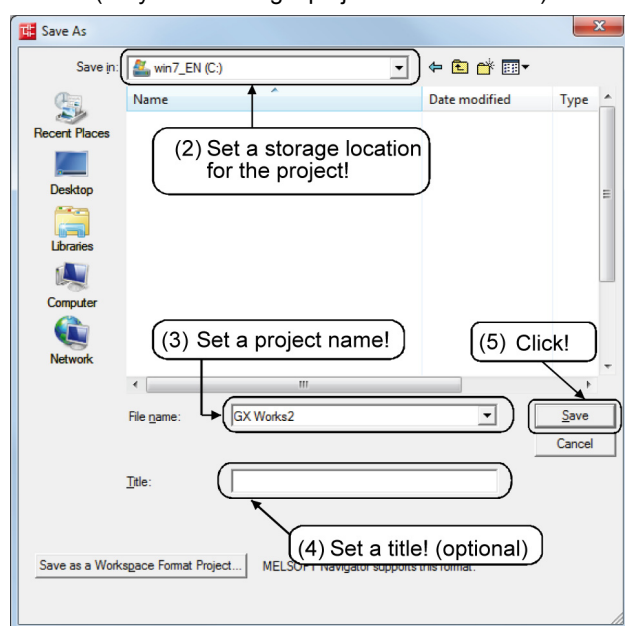 Save As
Save in: win7_EN (C:)
Name Date modified Type
Recent Places
(2) Set a storage location
for the project!
Desktop
Libraries
Computer
(3) Set a project name!
(5) Click!
Network
File name: GX Works2 Save
Cancel
Title:
(4) Set a title! (optional)
Save as a Workspace Format Project... MELSOFT Navigator supports this format.